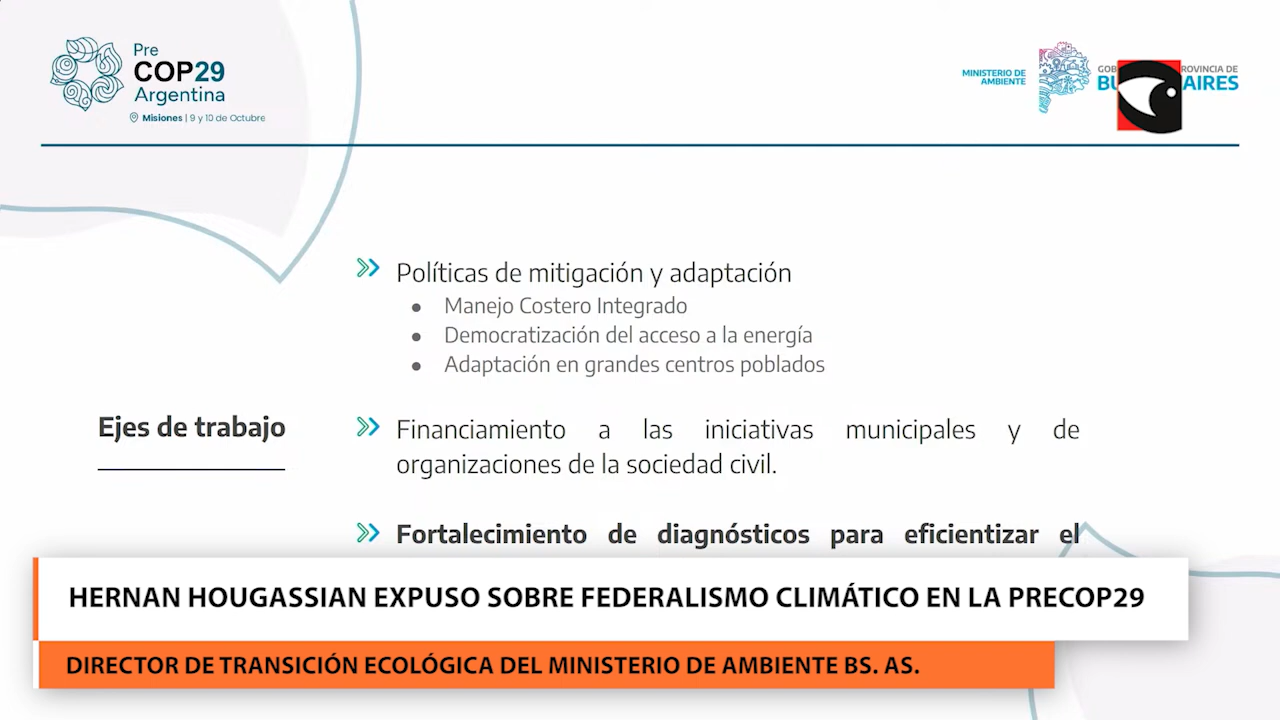 Pre
COP29
Argentina
Misiones | 9 y 10 de Octubre
MINISTERIO DE
AMBIENTE
PROVINCIA DE
AIRES
Políticas de mitigación y adaptación
● Manejo Costero Integrado
● Democratización del acceso a la energía
● Adaptación en grandes centros poblados
Ejes de trabajo
Financiamiento a las iniciativas municipales y de
organizaciones de la sociedad civil.
Fortalecimiento de diagnósticos para eficientizar el
HERNAN HOUGASSIAN EXPUSO SOBRE FEDERALISMO CLIMÁTICO EN LA PRECOP29
DIRECTOR DE TRANSICIÓN ECOLÓGICA DEL MINISTERIO DE AMBIENTE BS. AS.